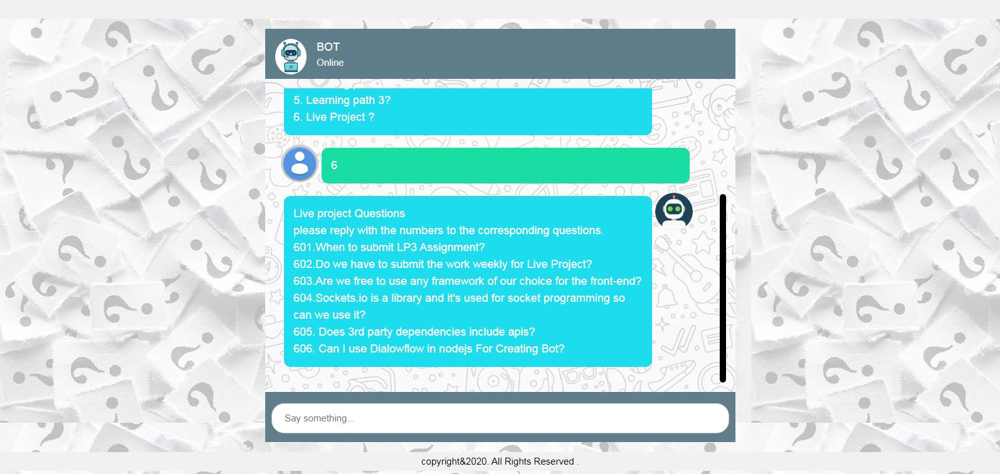 BOT
Online
5. Learning path 3?
6. Live Project ?
6
Live project Questions
please reply with the numbers to the corresponding questions.
601.When to submit LP3 Assignment?
602.Do we have to submit the work weekly for Live Project?
603.Are we free to use any framework of our choice for the front-end?
604.Sockets.io is a library and it's used for socket programming so
can we use it?
605. Does 3rd party dependencies include apis?
606. Can I use Dialowflow in nodejs For Creating Bot?
Say something...
copyright&2020. All Rights Reserved .